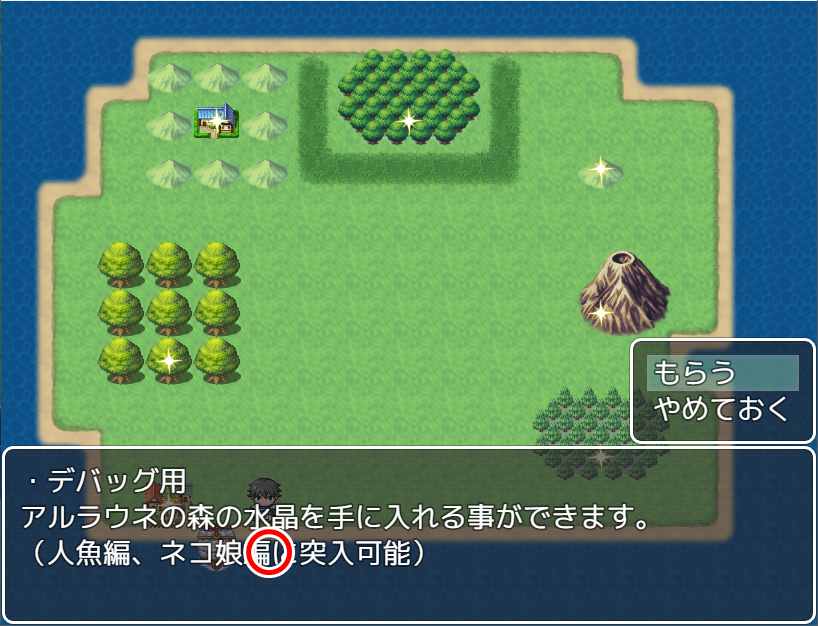 もらう
やめておく
・デバッグ用
アルラウネの森の水晶を手に入れる事ができます。
（人魚編、ネコ娘編に突入可能）